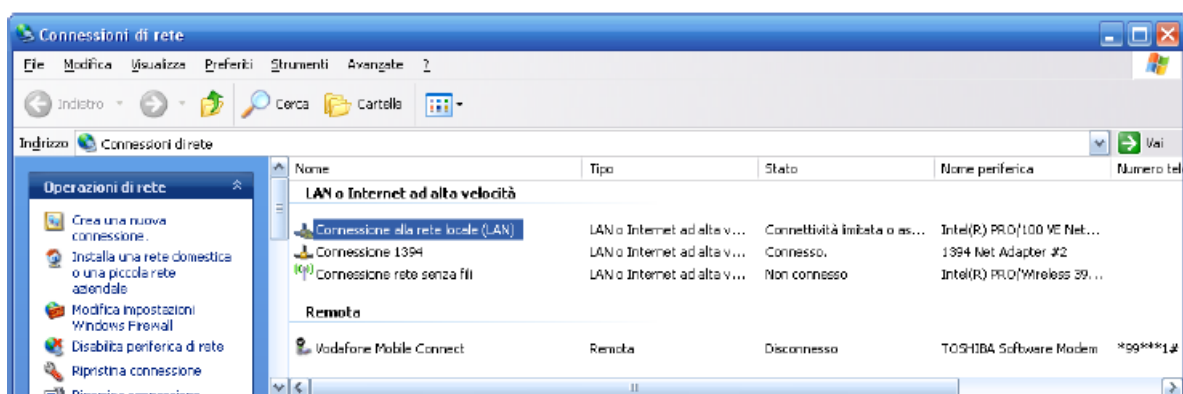 Connessioni di rete
File Modifica Visualizza Preferiti Strumenti Avanzate ?
Indietro Cerca Cartelle
Indirizzo Connessioni di rete Vai
Nome Tipo Stato Nome periferica Numero tel
Operazioni di rete
Crea una nuova
connessione.
Installa una rete domestica
o una piccola rete
aziendale
Modifica impostazioni
Windows Firewall
Disabilita periferica di rete
Ripristina connessione
LAN o Internet ad alta velocità
Connessione alla rete locale (LAN) LAN o Internet ad alta v... Connettività limitata o as... Intel(R) PRO/100 VE Net...
Connessione 1394 LAN o Internet ad alta v... Connesso. 1394 Net Adapter #2
Connessione rete senza fili LAN o Internet ad alta v... Non connesso Intel(R) PRO/Wireless 39...
Remota
Vodafone Mobile Connect Remota Disconnesso TOSHIBA Software Modem *99***1#